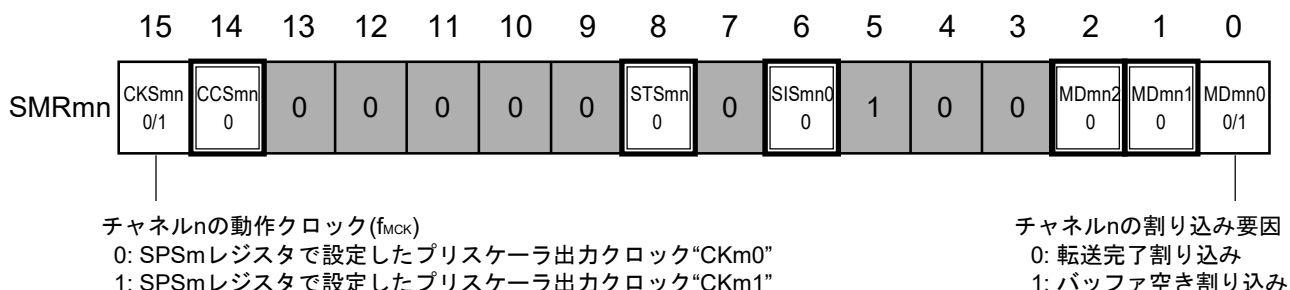 15 14 13 12 11 10 9 8 7 6 5 4 3 2 1 0
SMRmn CKSmn 0/1 CCSmn 0 0 0 0 0 0 STSmn 0 0 SISmn0 0 1 0 0 MDmn2 0 MDmn1 0 MDmn0 0/1
チャネルnの動作クロック(fMCK)
0: SPSmレジスタで設定したプリスケーラ出力クロック“CKm0”
1: SPSmレジスタで設定したプリスケーラ出力クロック“CKm1”
チャネルnの割り込み要因
0: 転送完了割り込み
1: バッファ空き割り込み